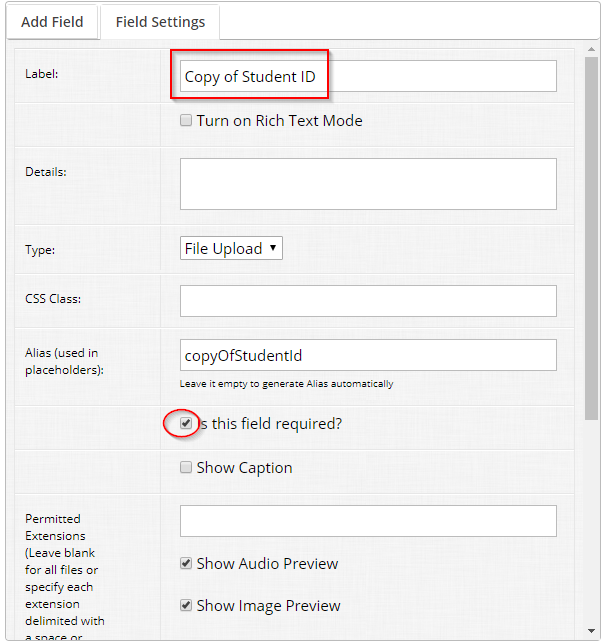 Add Field
Field Settings
Label:
Copy of Student ID
Turn on Rich Text Mode
Details:
Type:
File Upload
CSS Class:
Alias (used in
placeholders):
copyOfStudentId
Leave it empty to generate Alias automatically
Is this field required?
Show Caption
Permitted
Extensions
(Leave blank
for all files or
specify each
extension
delimited with
a space or
Show Audio Preview
Show Image Preview